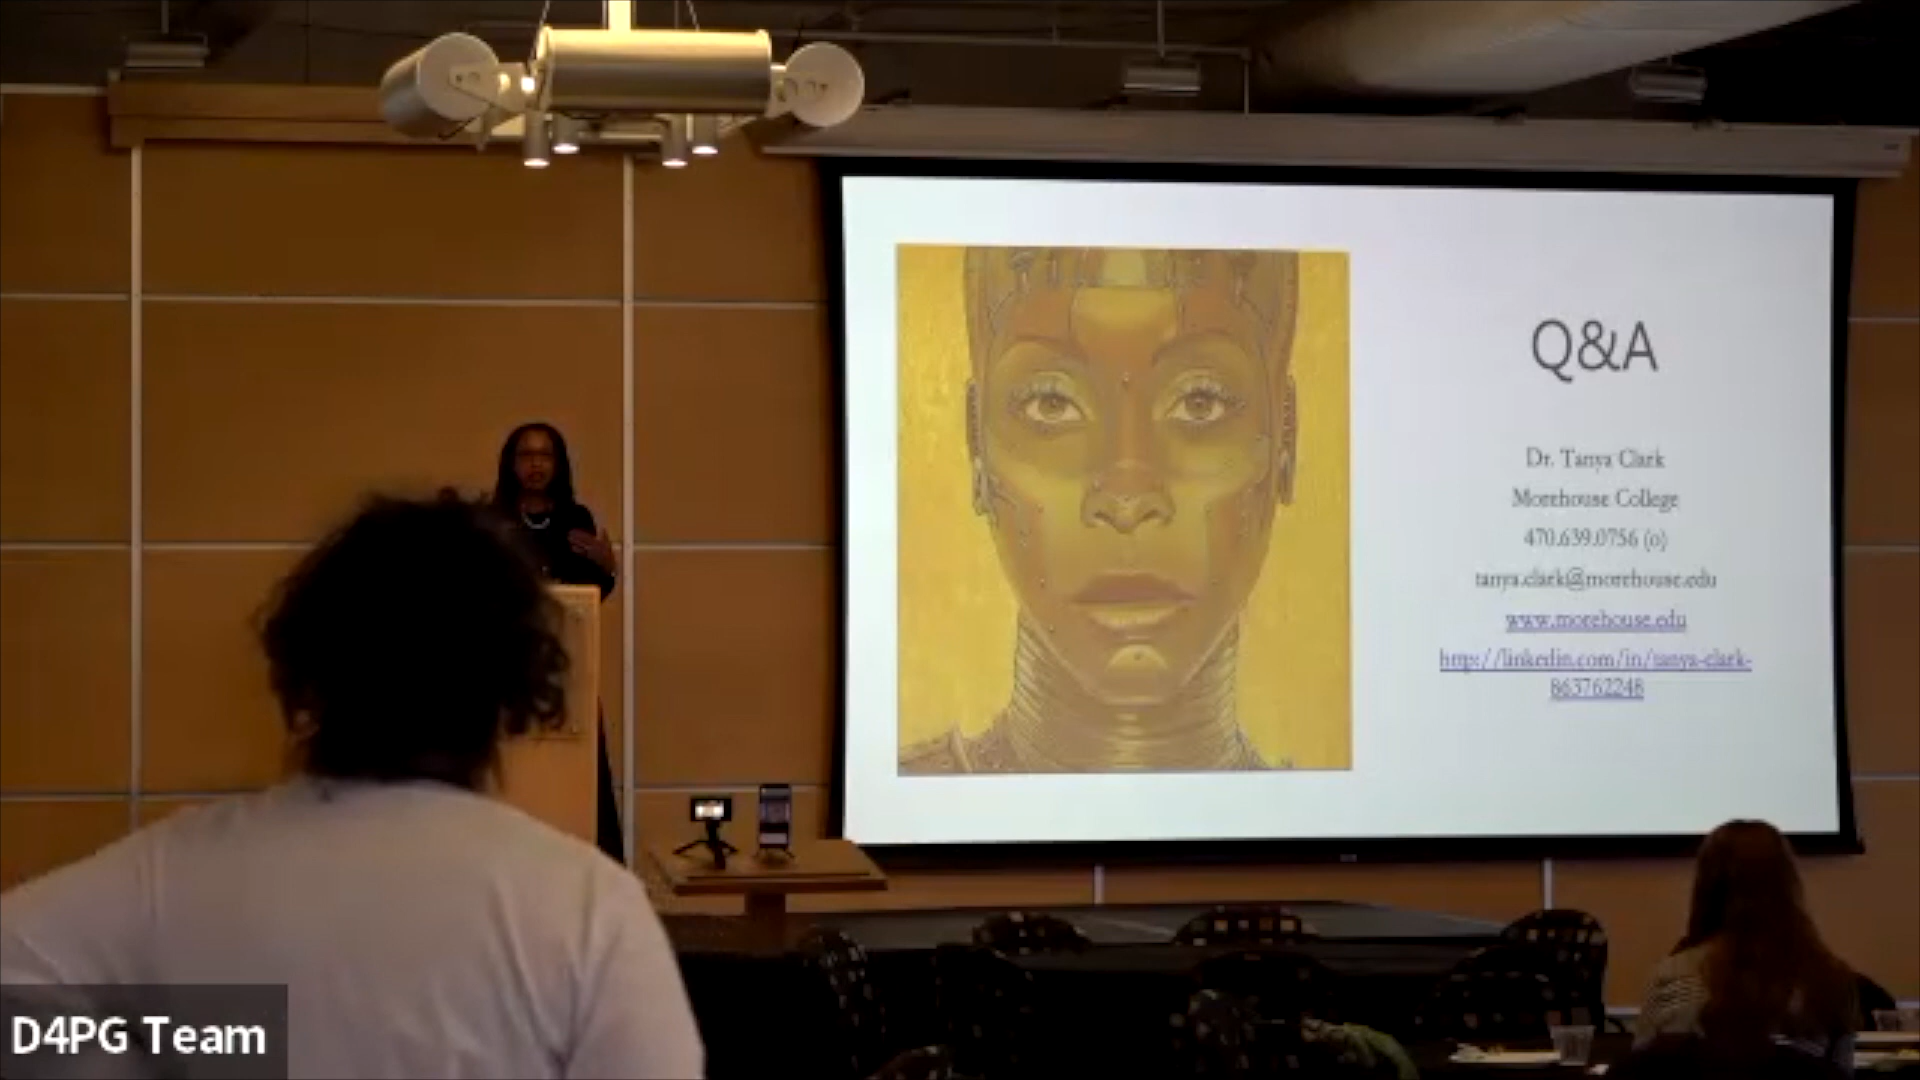 Q&A
Dr. Tanya Clark
Morehouse College
470.639.0756 (o)
tanya.clark@morehouse.edu
www.morehouse.edu
http://linkedin.com/in/tanya-clark-
863762248
D4PG Team